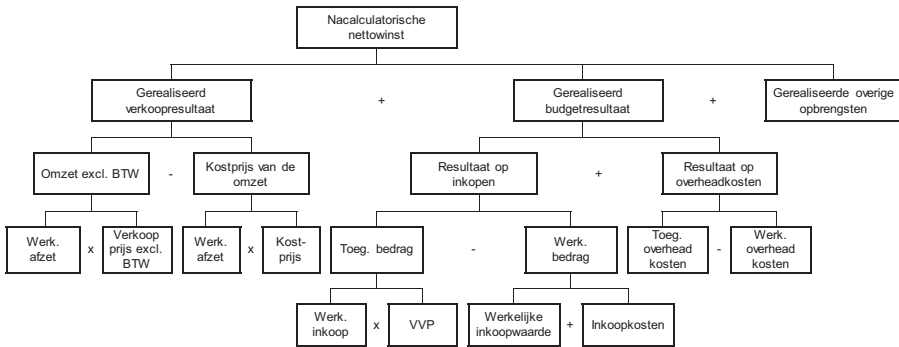 Nacalculatorische
nettowinst
Gerealiseerd
verkoopresultaat
+
Gerealiseerd
budgetresultaat
+
Gerealiseerde overige
opbrengsten
Omzet excl. BTW
-
Kostprijs van de
omzet
Resultaat op
inkopen
+
Resultaat op
overheadkosten
Werk.
afzet
x
Verkoop
prijs excl.
BTW
Werk.
afzet
x
Kost-
prijs
Toeg. bedrag
-
Werk.
bedrag
Toeg.
overhead
kosten
-
Werk.
overhead
kosten
Werk.
inkoop
x
VVP
Werkelijke
inkoopwaarde
+
Inkoopkosten